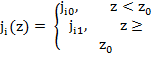 jᵢ(z) = { jᵢ₀, z < z₀
jᵢ₁, z ≥
z₀